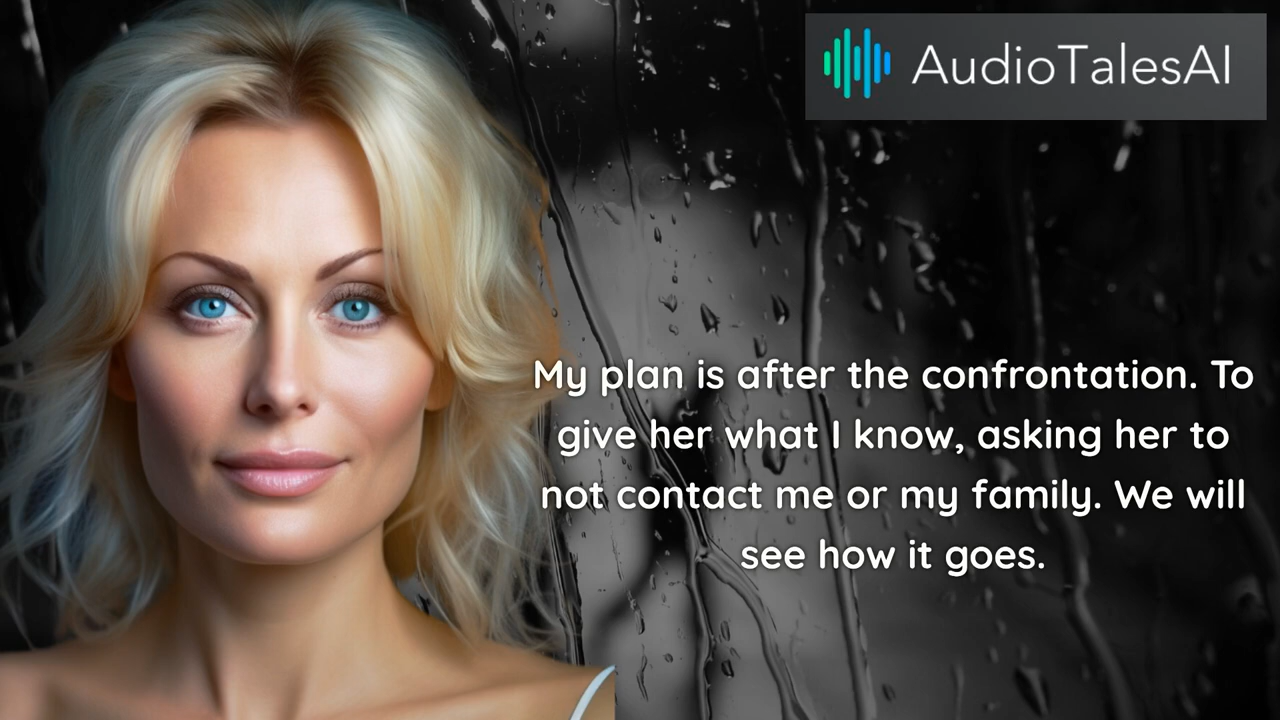 AudioTalesAI
My plan is after the confrontation. To
give her what I know, asking her to
not contact me or my family. We will
see how it goes.